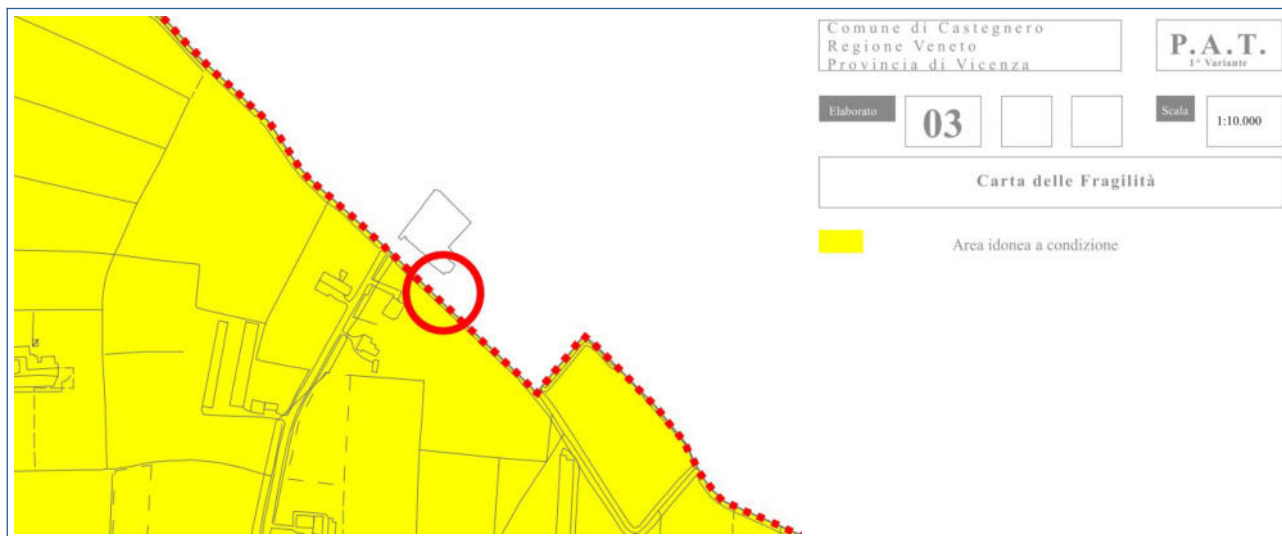 Comune di Castegnero
Regione Veneto
Provincia di Vicenza
P.A.T.
1^ Variante
Elaborato
03
Scala
1:10.000
Carta delle Fragilità
Area idonea a condizione